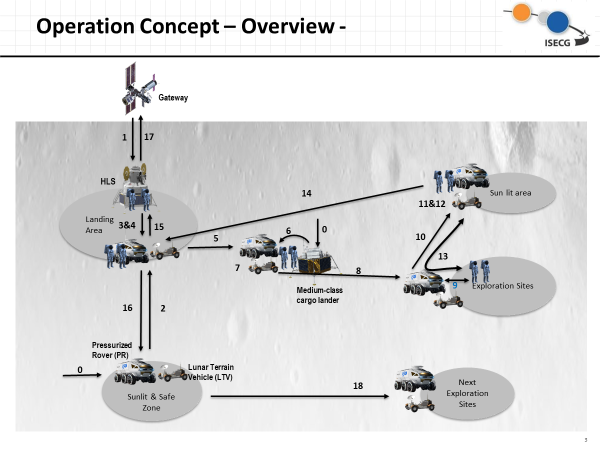 Operation Concept – Overview -
ISECG
Gateway
1
17
HLS
14
Sun lit area
11&12
Landing
Area
3&4
15
5
6
0
10
13
7
8
9
Exploration Sites
Medium-class
cargo lander
16
2
Pressurized
Rover (PR)
0
Lunar Terrain
Vehicle (LTV)
Sunlit & Safe
Zone
18
Next
Exploration
Sites
3